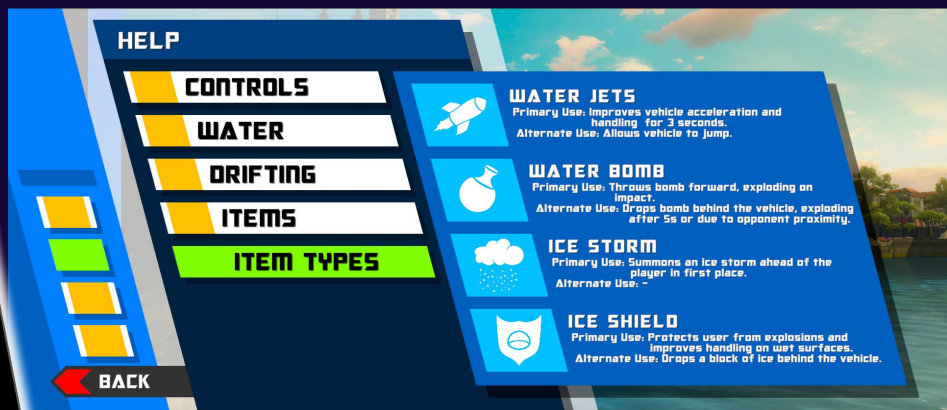 HELP
CONTROLS
WATER
DRIFTING
ITEMS
ITEM TYPES
BACK
WATER JETS
Primary Use: Improves vehicle acceleration and
handling for 3 seconds.
Alternate Use: Allows vehicle to jump.
WATER BOMB
Primary Use: Throws bomb forward, exploding on
impact.
Alternate Use: Drops bomb behind the vehicle, exploding
after 5s or due to opponent proximity.
ICE STORM
Primary Use: Summons an ice storm ahead of the
player in first place.
Alternate Use: -
ICE SHIELD
Primary Use: Protects user from explosions and
improves handling on wet surfaces.
Alternate Use: Drops a block of ice behind the vehicle.